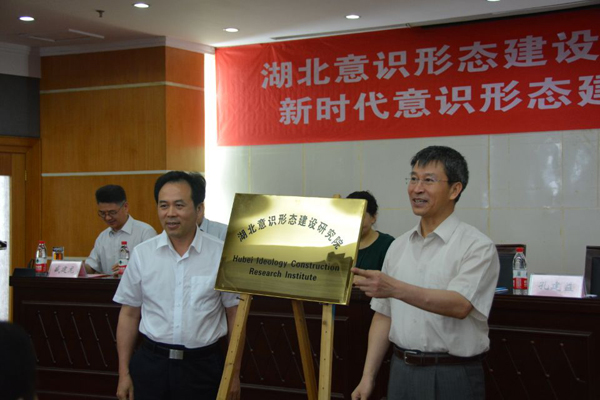 湖北意识形态建设
新时代意识形态建
湖北意识形态建设研究院
Hubei Ideology Construction
Research Institute